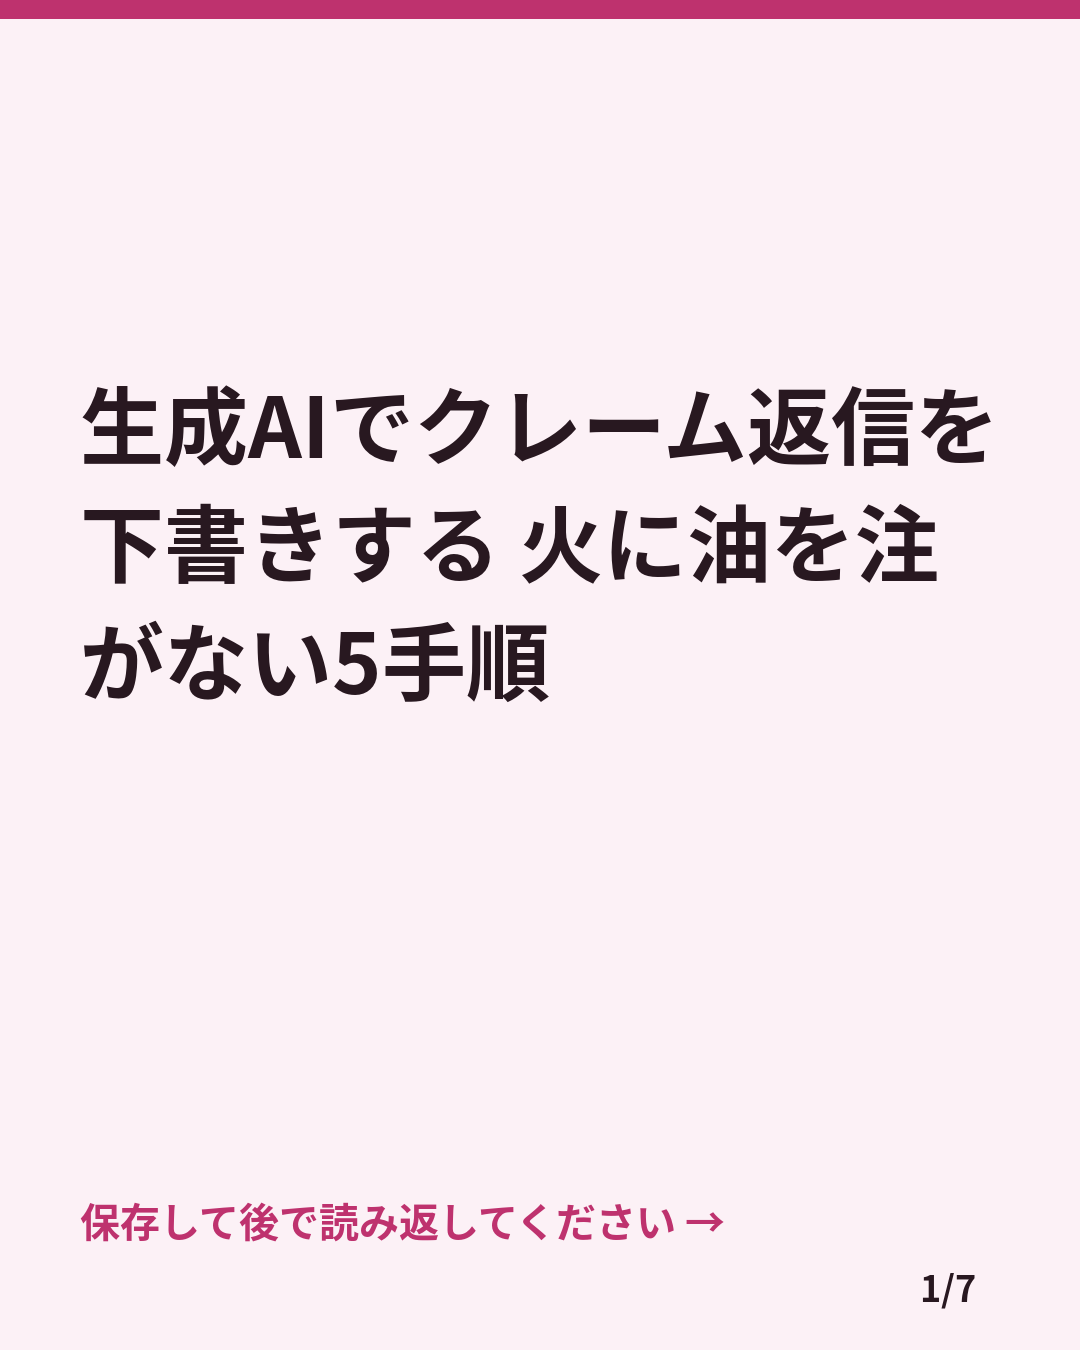 生成AIでクレーム返信を
下書きする 火に油を注
がない5手順
保存して後で読み返してください →
1/7